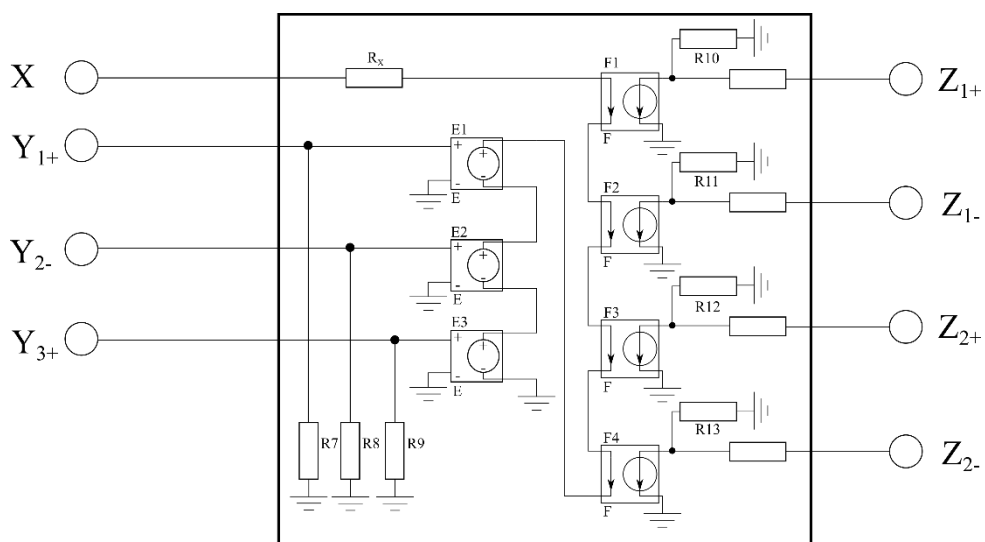 X
Rx
F1
F
R10
Z1+
Y1+
E1
+
-
+
-
E
R11
F2
F
Z1-
Y2-
E2
+
-
+
-
E
R12
F3
F
Z2+
Y3+
E3
+
-
+
-
E
R13
F4
F
Z2-
R7
R8
R9